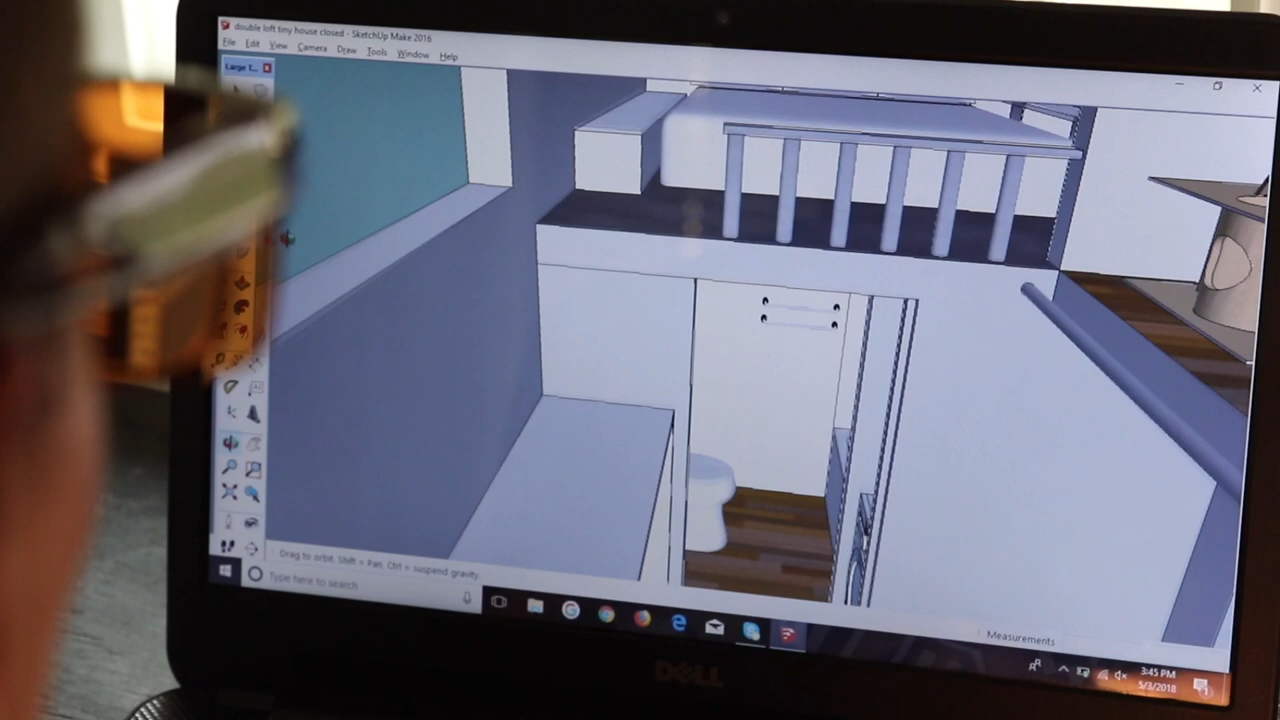 double loft tiny house closed - SketchUp Make 2016
File Edit View Camera Draw Tools Window Help
Large T...
Drag to orbit. Shift = Pan, Ctrl = suspend gravity.
Type here to search
Measurements
3:45 PM
5/3/2018
DELL